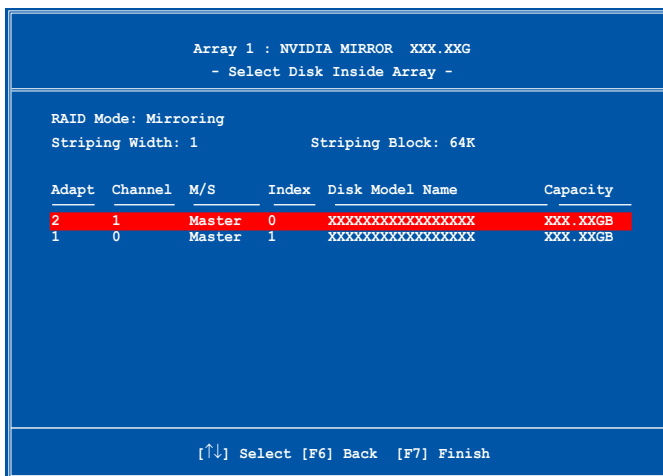 Array 1 : NVIDIA MIRROR XXX.XXG
- Select Disk Inside Array -
RAID Mode: Mirroring
Striping Width: 1 Striping Block: 64K
Adapt Channel M/S Index Disk Model Name Capacity
2 1 Master 0 XXXXXXXXXXXXXXXXX XXX.XXGB
1 0 Master 1 XXXXXXXXXXXXXXXXX XXX.XXGB
[↑↓] Select [F6] Back [F7] Finish